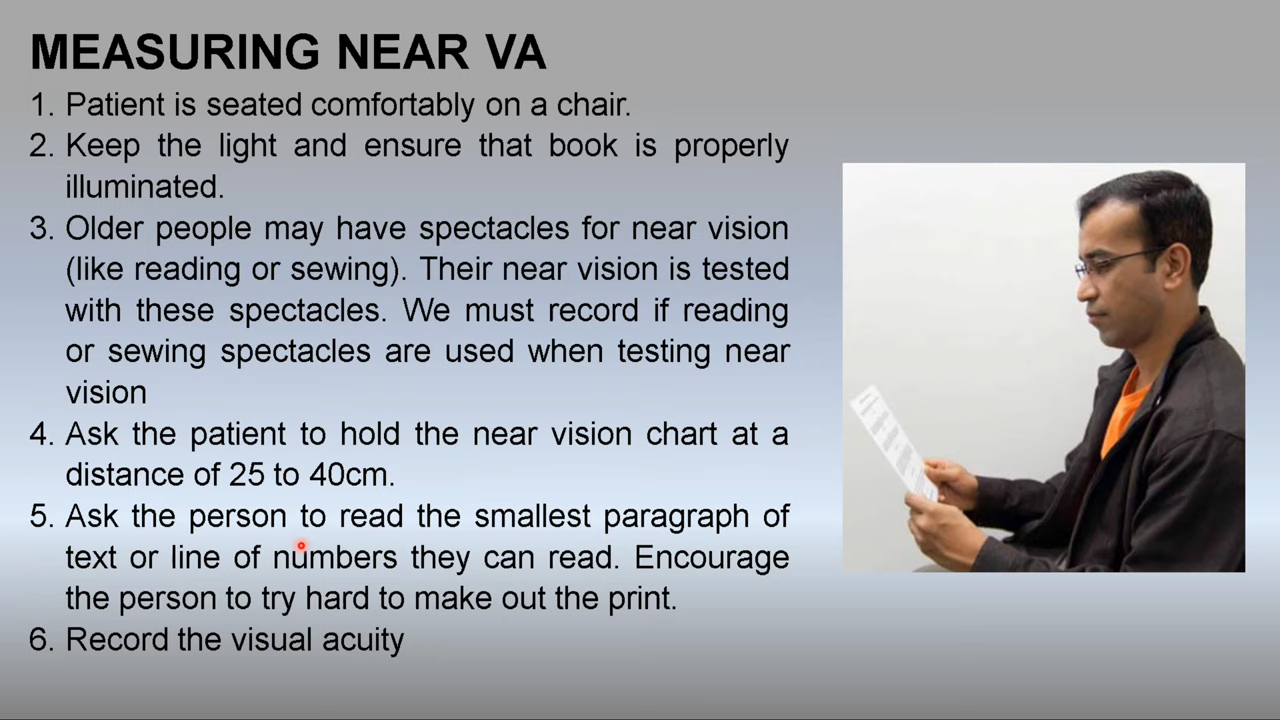 MEASURING NEAR VA
1. Patient is seated comfortably on a chair.
2. Keep the light and ensure that book is properly
illuminated.
3. Older people may have spectacles for near vision
(like reading or sewing). Their near vision is tested
with these spectacles. We must record if reading
or sewing spectacles are used when testing near
vision
4. Ask the patient to hold the near vision chart at a
distance of 25 to 40cm.
5. Ask the person to read the smallest paragraph of
text or line of numbers they can read. Encourage
the person to try hard to make out the print.
6. Record the visual acuity